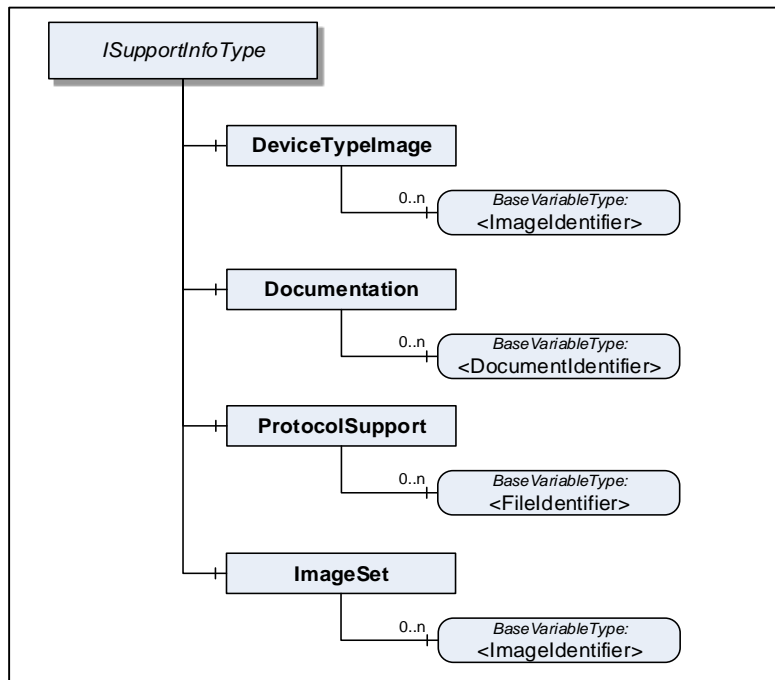 ISupportInfoType
DeviceTypeImage
0..n
BaseVariableType:
<ImageIdentifier>
Documentation
0..n
BaseVariableType:
<DocumentIdentifier>
ProtocolSupport
0..n
BaseVariableType:
<FileIdentifier>
ImageSet
0..n
BaseVariableType:
<ImageIdentifier>